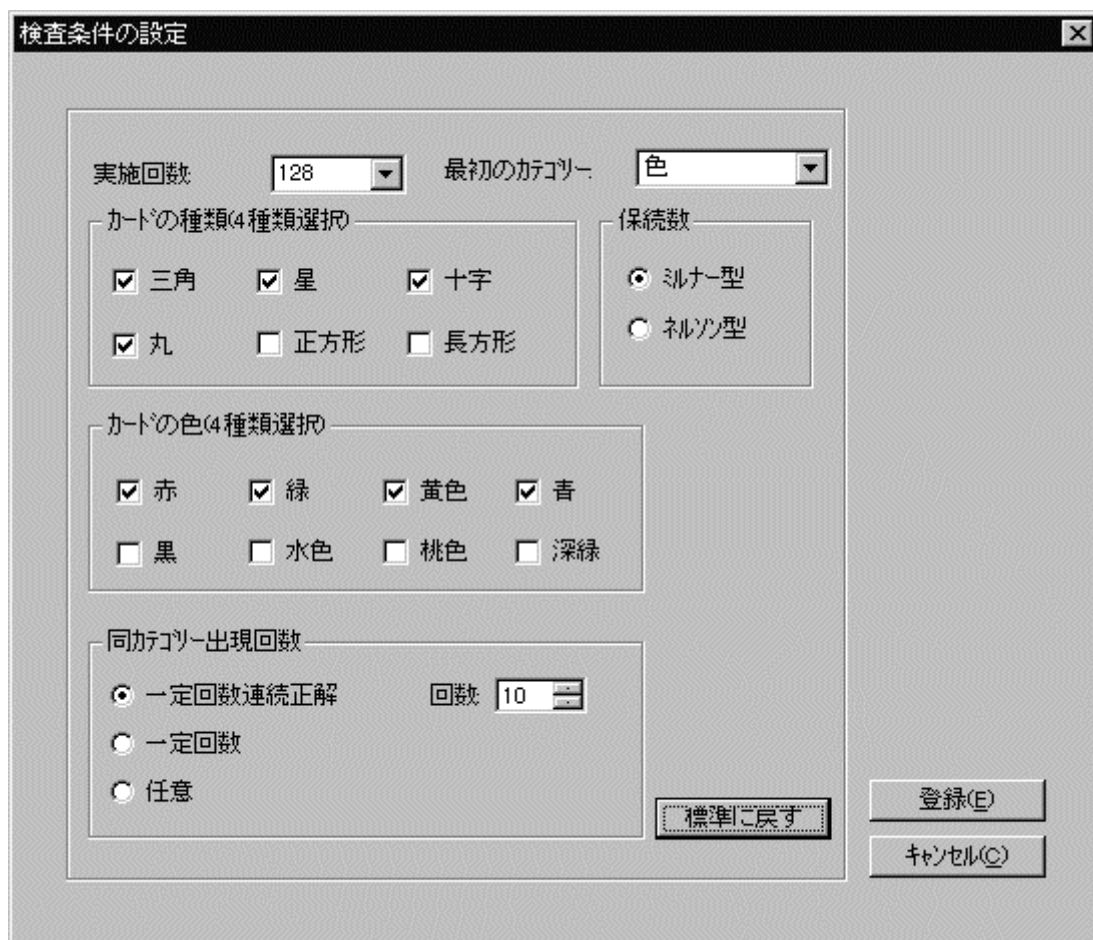 検査条件の設定
実施回数: 128 最初のカテゴリー: 色
カードの種類(4種類選択) 保続数
三角 星 十字 ミルナー型
丸 正方形 長方形 ネルソン型
カードの色(4種類選択)
赤 緑 黄色 青
黒 水色 桃色 深緑
同カテゴリー出現回数
一定回数連続正解 回数: 10
一定回数
任意
標準に戻す 登録(E)
キャンセル(C)